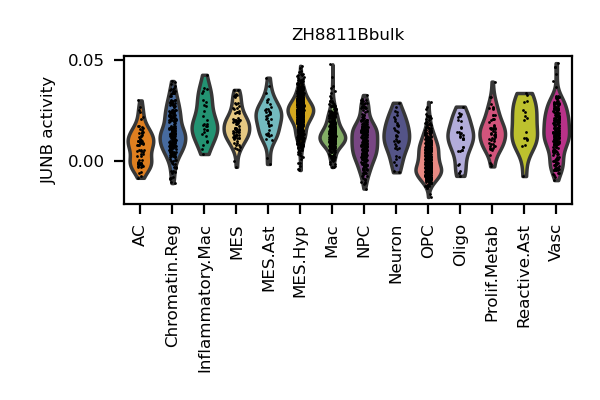 ZH8811Bbulk
JUNB activity
0.05
0.00
AC
Chromatin.Reg
Inflammatory.Mac
MES
MES.Ast
MES.Hyp
Mac
NPC
Neuron
OPC
Oligo
Prolif.Metab
Reactive.Ast
Vasc